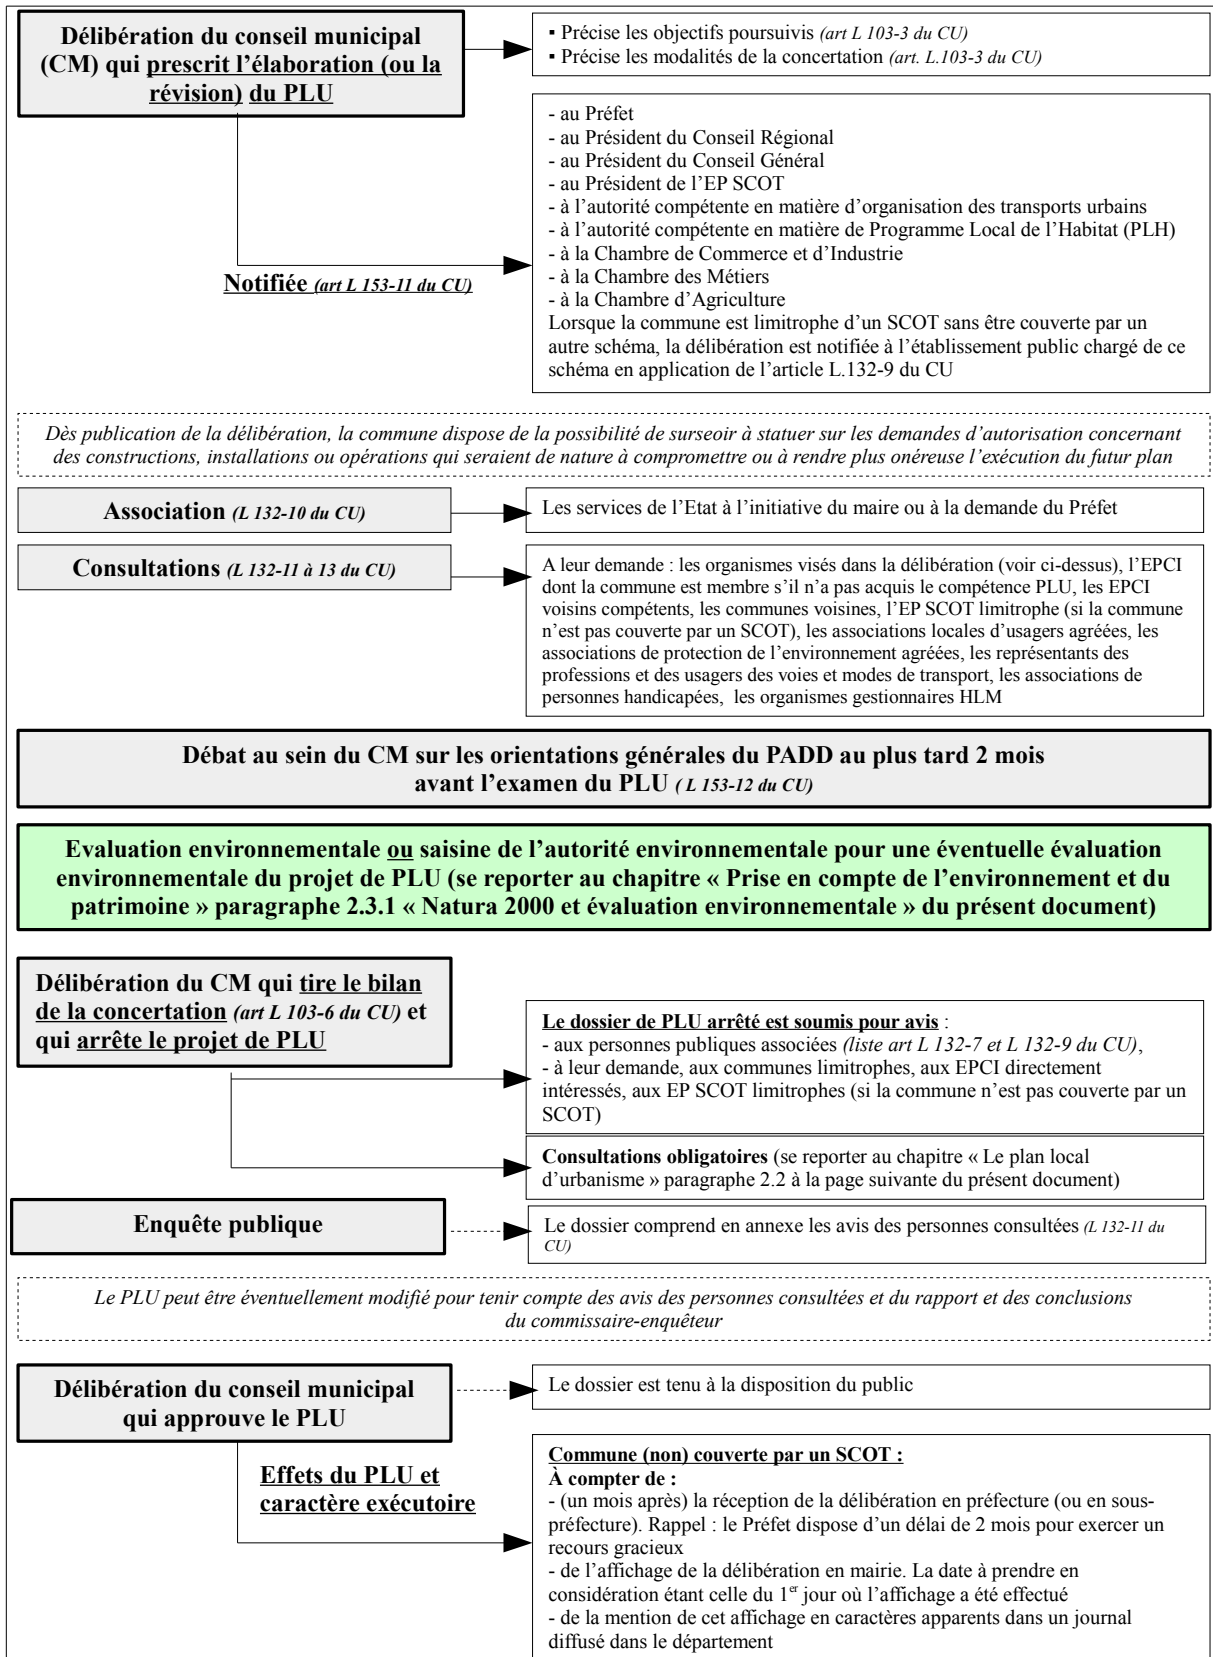 Délibération du conseil municipal
(CM) qui prescrit l'élaboration (ou la
révision) du PLU
▪ Précise les objectifs poursuivis (art L 103-3 du CU)
▪ Précise les modalités de la concertation (art. L.103-3 du CU)
Notifiée (art L 153-11 du CU)
- au Préfet
- au Président du Conseil Régional
- au Président du Conseil Général
- au Président de l'EP SCOT
- à l'autorité compétente en matière d'organisation des transports urbains
- à l'autorité compétente en matière de Programme Local de l'Habitat (PLH)
- à la Chambre de Commerce et d'Industrie
- à la Chambre des Métiers
- à la Chambre d'Agriculture
Lorsque la commune est limitrophe d'un SCOT sans être couverte par un
autre schéma, la délibération est notifiée à l'établissement public chargé de ce
schéma en application de l'article L.132-9 du CU
Dès publication de la délibération, la commune dispose de la possibilité de surseoir à statuer sur les demandes d'autorisation concernant
des constructions, installations ou opérations qui seraient de nature à compromettre ou à rendre plus onéreuse l'exécution du futur plan
Association (L 132-10 du CU)
Les services de l'Etat à l'initiative du maire ou à la demande du Préfet
Consultations (L 132-11 à 13 du CU)
A leur demande : les organismes visés dans la délibération (voir ci-dessus), l'EPCI
dont la commune est membre s'il n'a pas acquis le compétence PLU, les EPCI
voisins compétents, les communes voisines, l'EP SCOT limitrophe (si la commune
n'est pas couverte par un SCOT), les associations locales d'usagers agréées, les
associations de protection de l'environnement agréées, les représentants des
professions et des usagers des voies et modes de transport, les associations de
personnes handicapées, les organismes gestionnaires HLM
Débat au sein du CM sur les orientations générales du PADD au plus tard 2 mois
avant l'examen du PLU ( L 153-12 du CU)
Evaluation environnementale ou saisine de l'autorité environnementale pour une éventuelle évaluation
environnementale du projet de PLU (se reporter au chapitre « Prise en compte de l'environnement et du
patrimoine » paragraphe 2.3.1 « Natura 2000 et évaluation environnementale » du présent document)
Délibération du CM qui tire le bilan
de la concertation (art L 103-6 du CU) et
qui arrête le projet de PLU
Le dossier de PLU arrêté est soumis pour avis :
- aux personnes publiques associées (liste art L 132-7 et L 132-9 du CU),
- à leur demande, aux communes limitrophes, aux EPCI directement
intéressés, aux EP SCOT limitrophes (si la commune n'est pas couverte par un
SCOT)
Consultations obligatoires (se reporter au chapitre « Le plan local
d'urbanisme » paragraphe 2.2 à la page suivante du présent document)
Enquête publique
Le dossier comprend en annexe les avis des personnes consultées (L 132-11 du
CU)
Le PLU peut être éventuellement modifié pour tenir compte des avis des personnes consultées et du rapport et des conclusions
du commissaire-enquêteur
Délibération du conseil municipal
qui approuve le PLU
Le dossier est tenu à la disposition du public
Effets du PLU et
caractère exécutoire
Commune (non) couverte par un SCOT :
À compter de :
- (un mois après) la réception de la délibération en préfecture (ou en sous-
préfecture). Rappel : le Préfet dispose d'un délai de 2 mois pour exercer un
recours gracieux
- de l'affichage de la délibération en mairie. La date à prendre en
considération étant celle du 1er jour où l'affichage a été effectué
- de la mention de cet affichage en caractères apparents dans un journal
diffusé dans le département